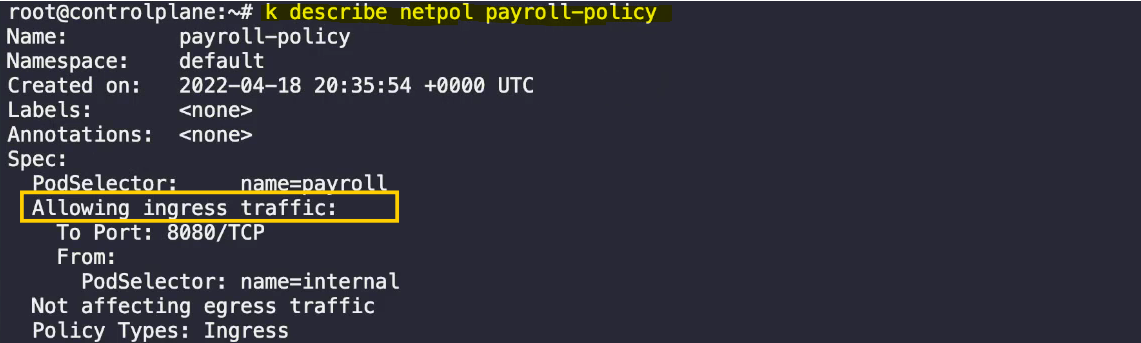 root@controlplane:~# k describe netpol payroll-policy
Name:         payroll-policy
Namespace:    default
Created on:   2022-04-18 20:35:54 +0000 UTC
Labels:       <none>
Annotations:  <none>
Spec:
  PodSelector:     name=payroll
  Allowing ingress traffic:
    To Port: 8080/TCP
    From:
      PodSelector: name=internal
  Not affecting egress traffic
  Policy Types: Ingress